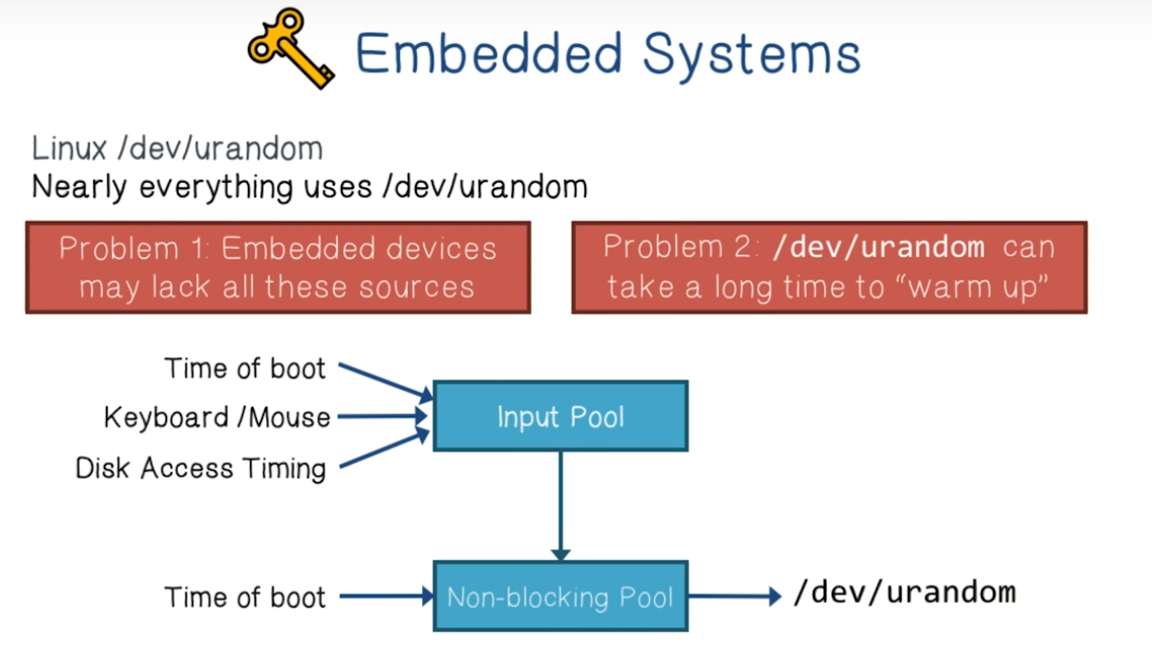 Embedded Systems
Linux /dev/urandom
Nearly everything uses /dev/urandom
Problem 1: Embedded devices
may lack all these sources
Problem 2: /dev/urandom can
take a long time to “warm up”
Time of boot
Keyboard /Mouse
Disk Access Timing
Input Pool
Time of boot
Non-blocking Pool
/dev/urandom